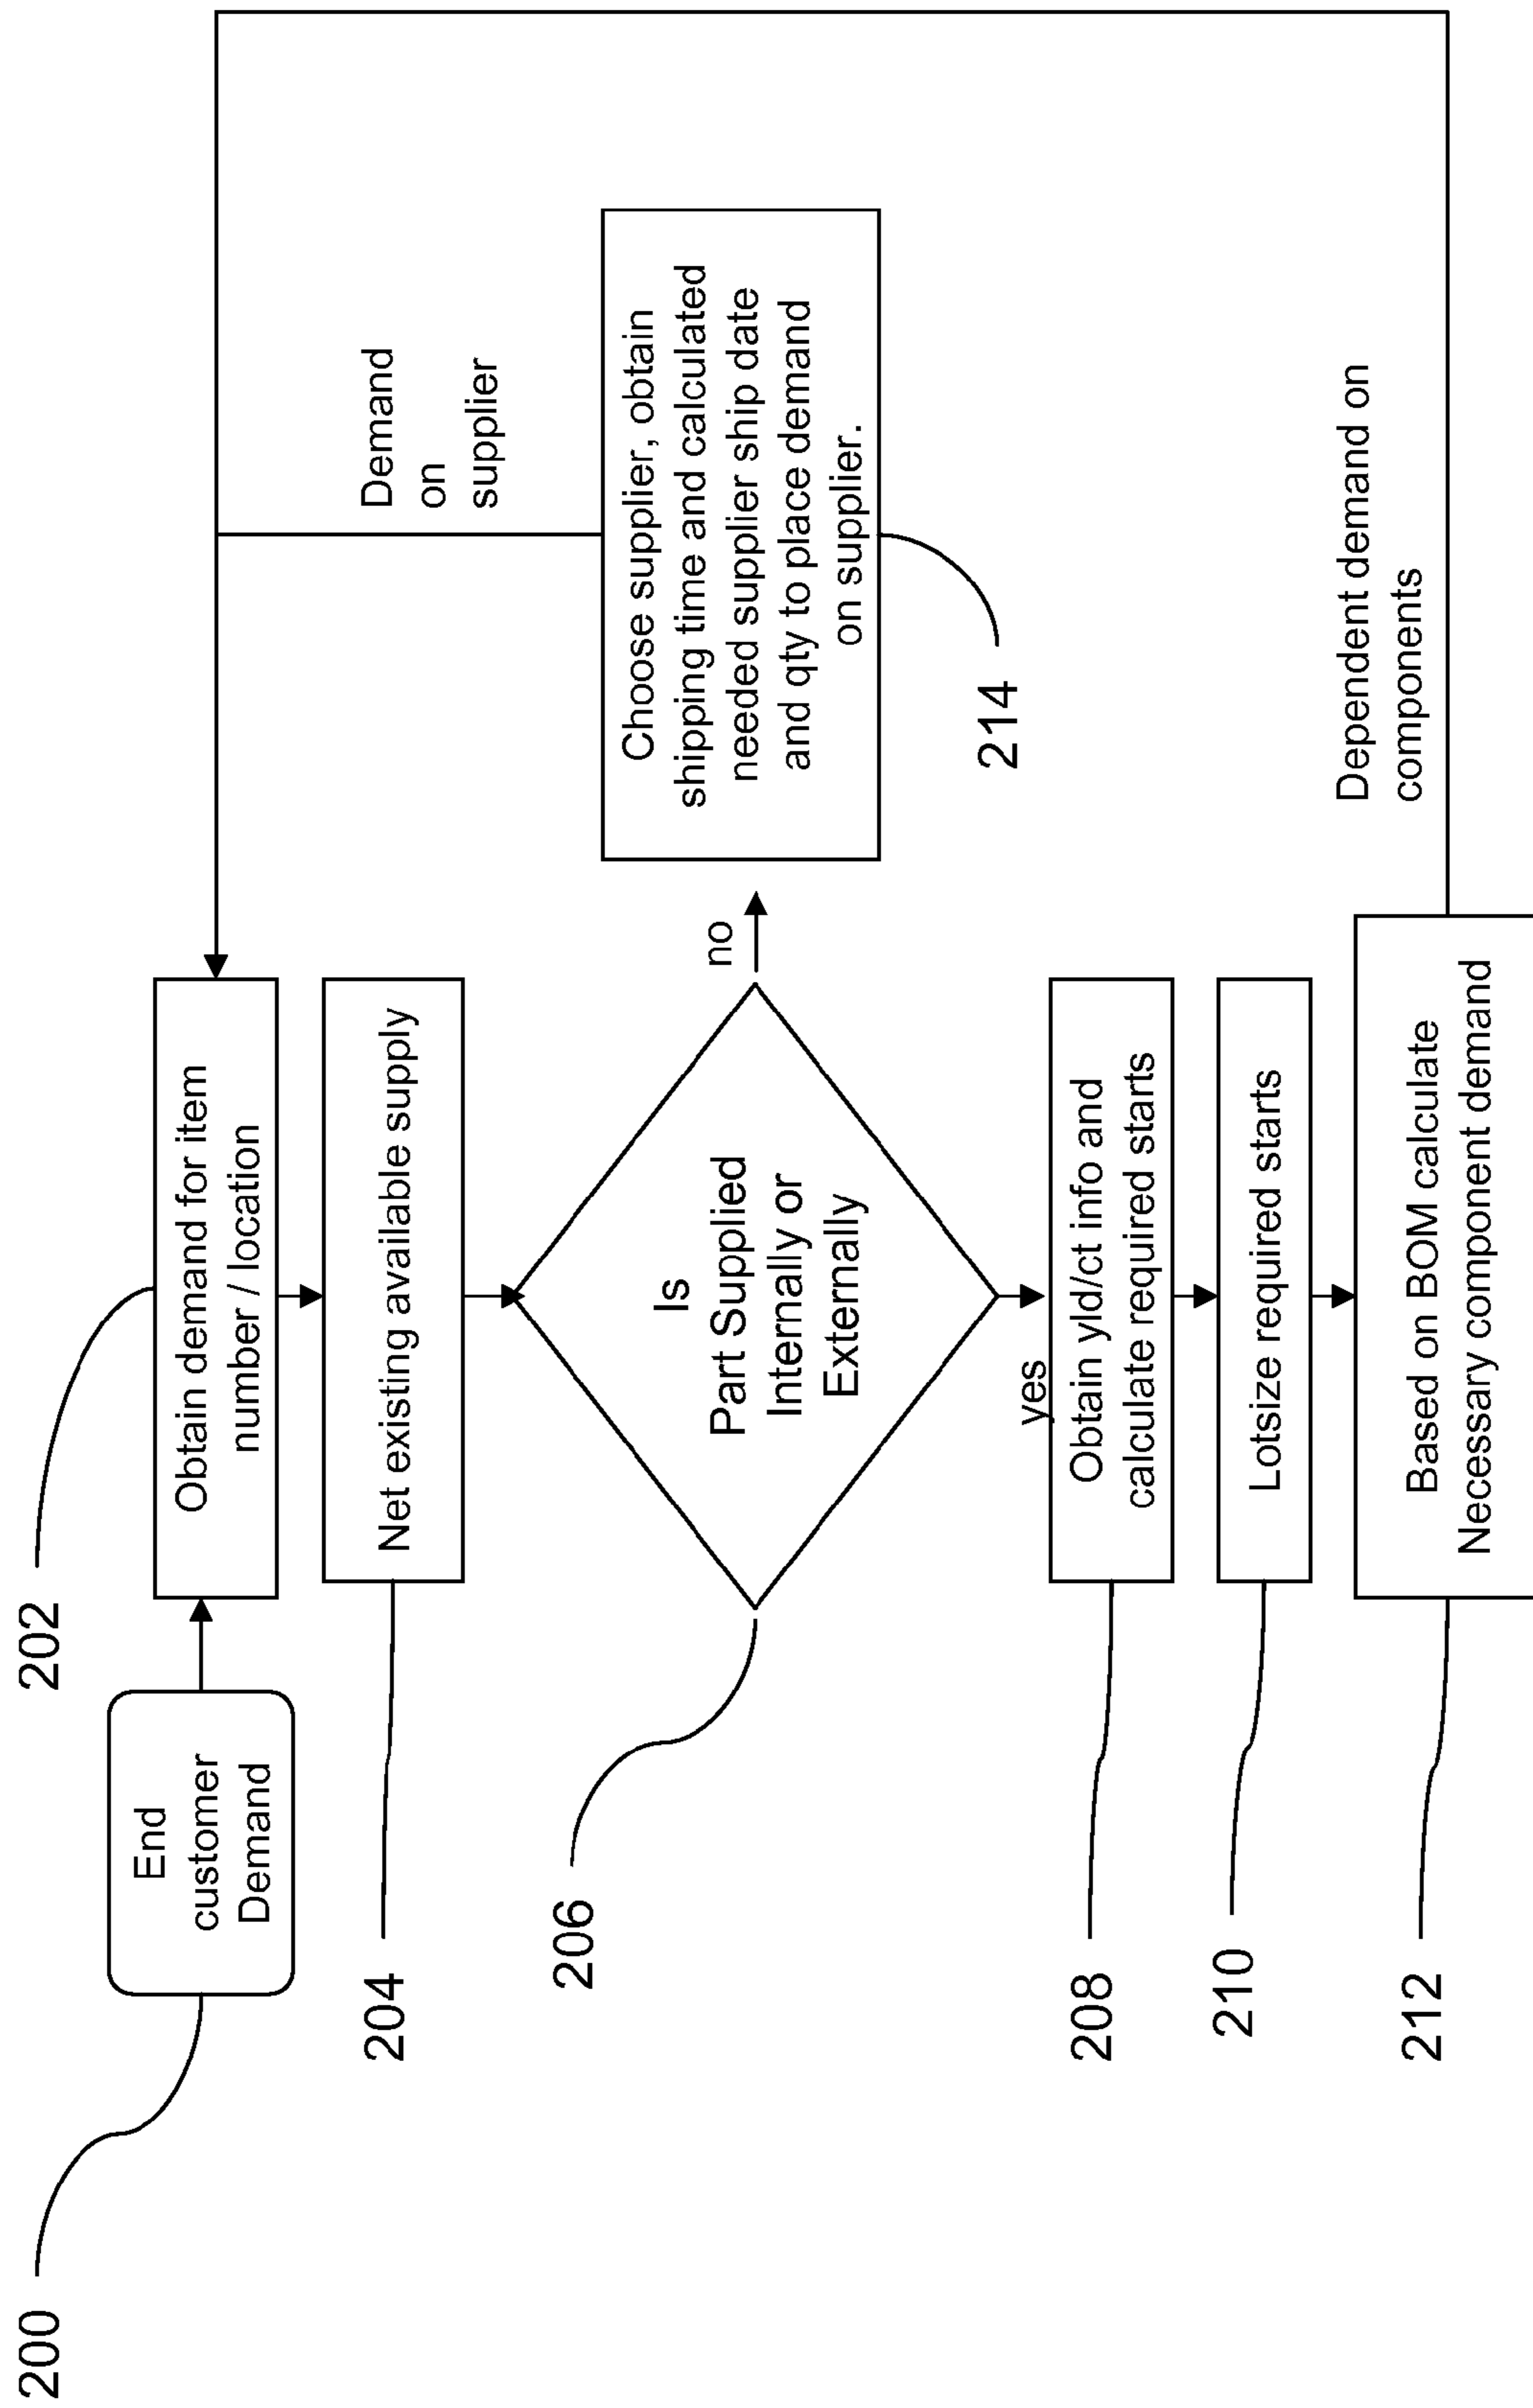 200
End
customer
Demand
202
Obtain demand for item
number / location
204
Net existing available supply
206
Is
Part Supplied
Internally or
Externally
no
Choose supplier, obtain
shipping time and calculated
needed supplier ship date
and qty to place demand
on supplier.
214
Demand
on
supplier
yes
208
Obtain yld/ct info and
calculate required starts
210
Lotsize required starts
212
Based on BOM calculate
Necessary component demand
Dependent demand on
components